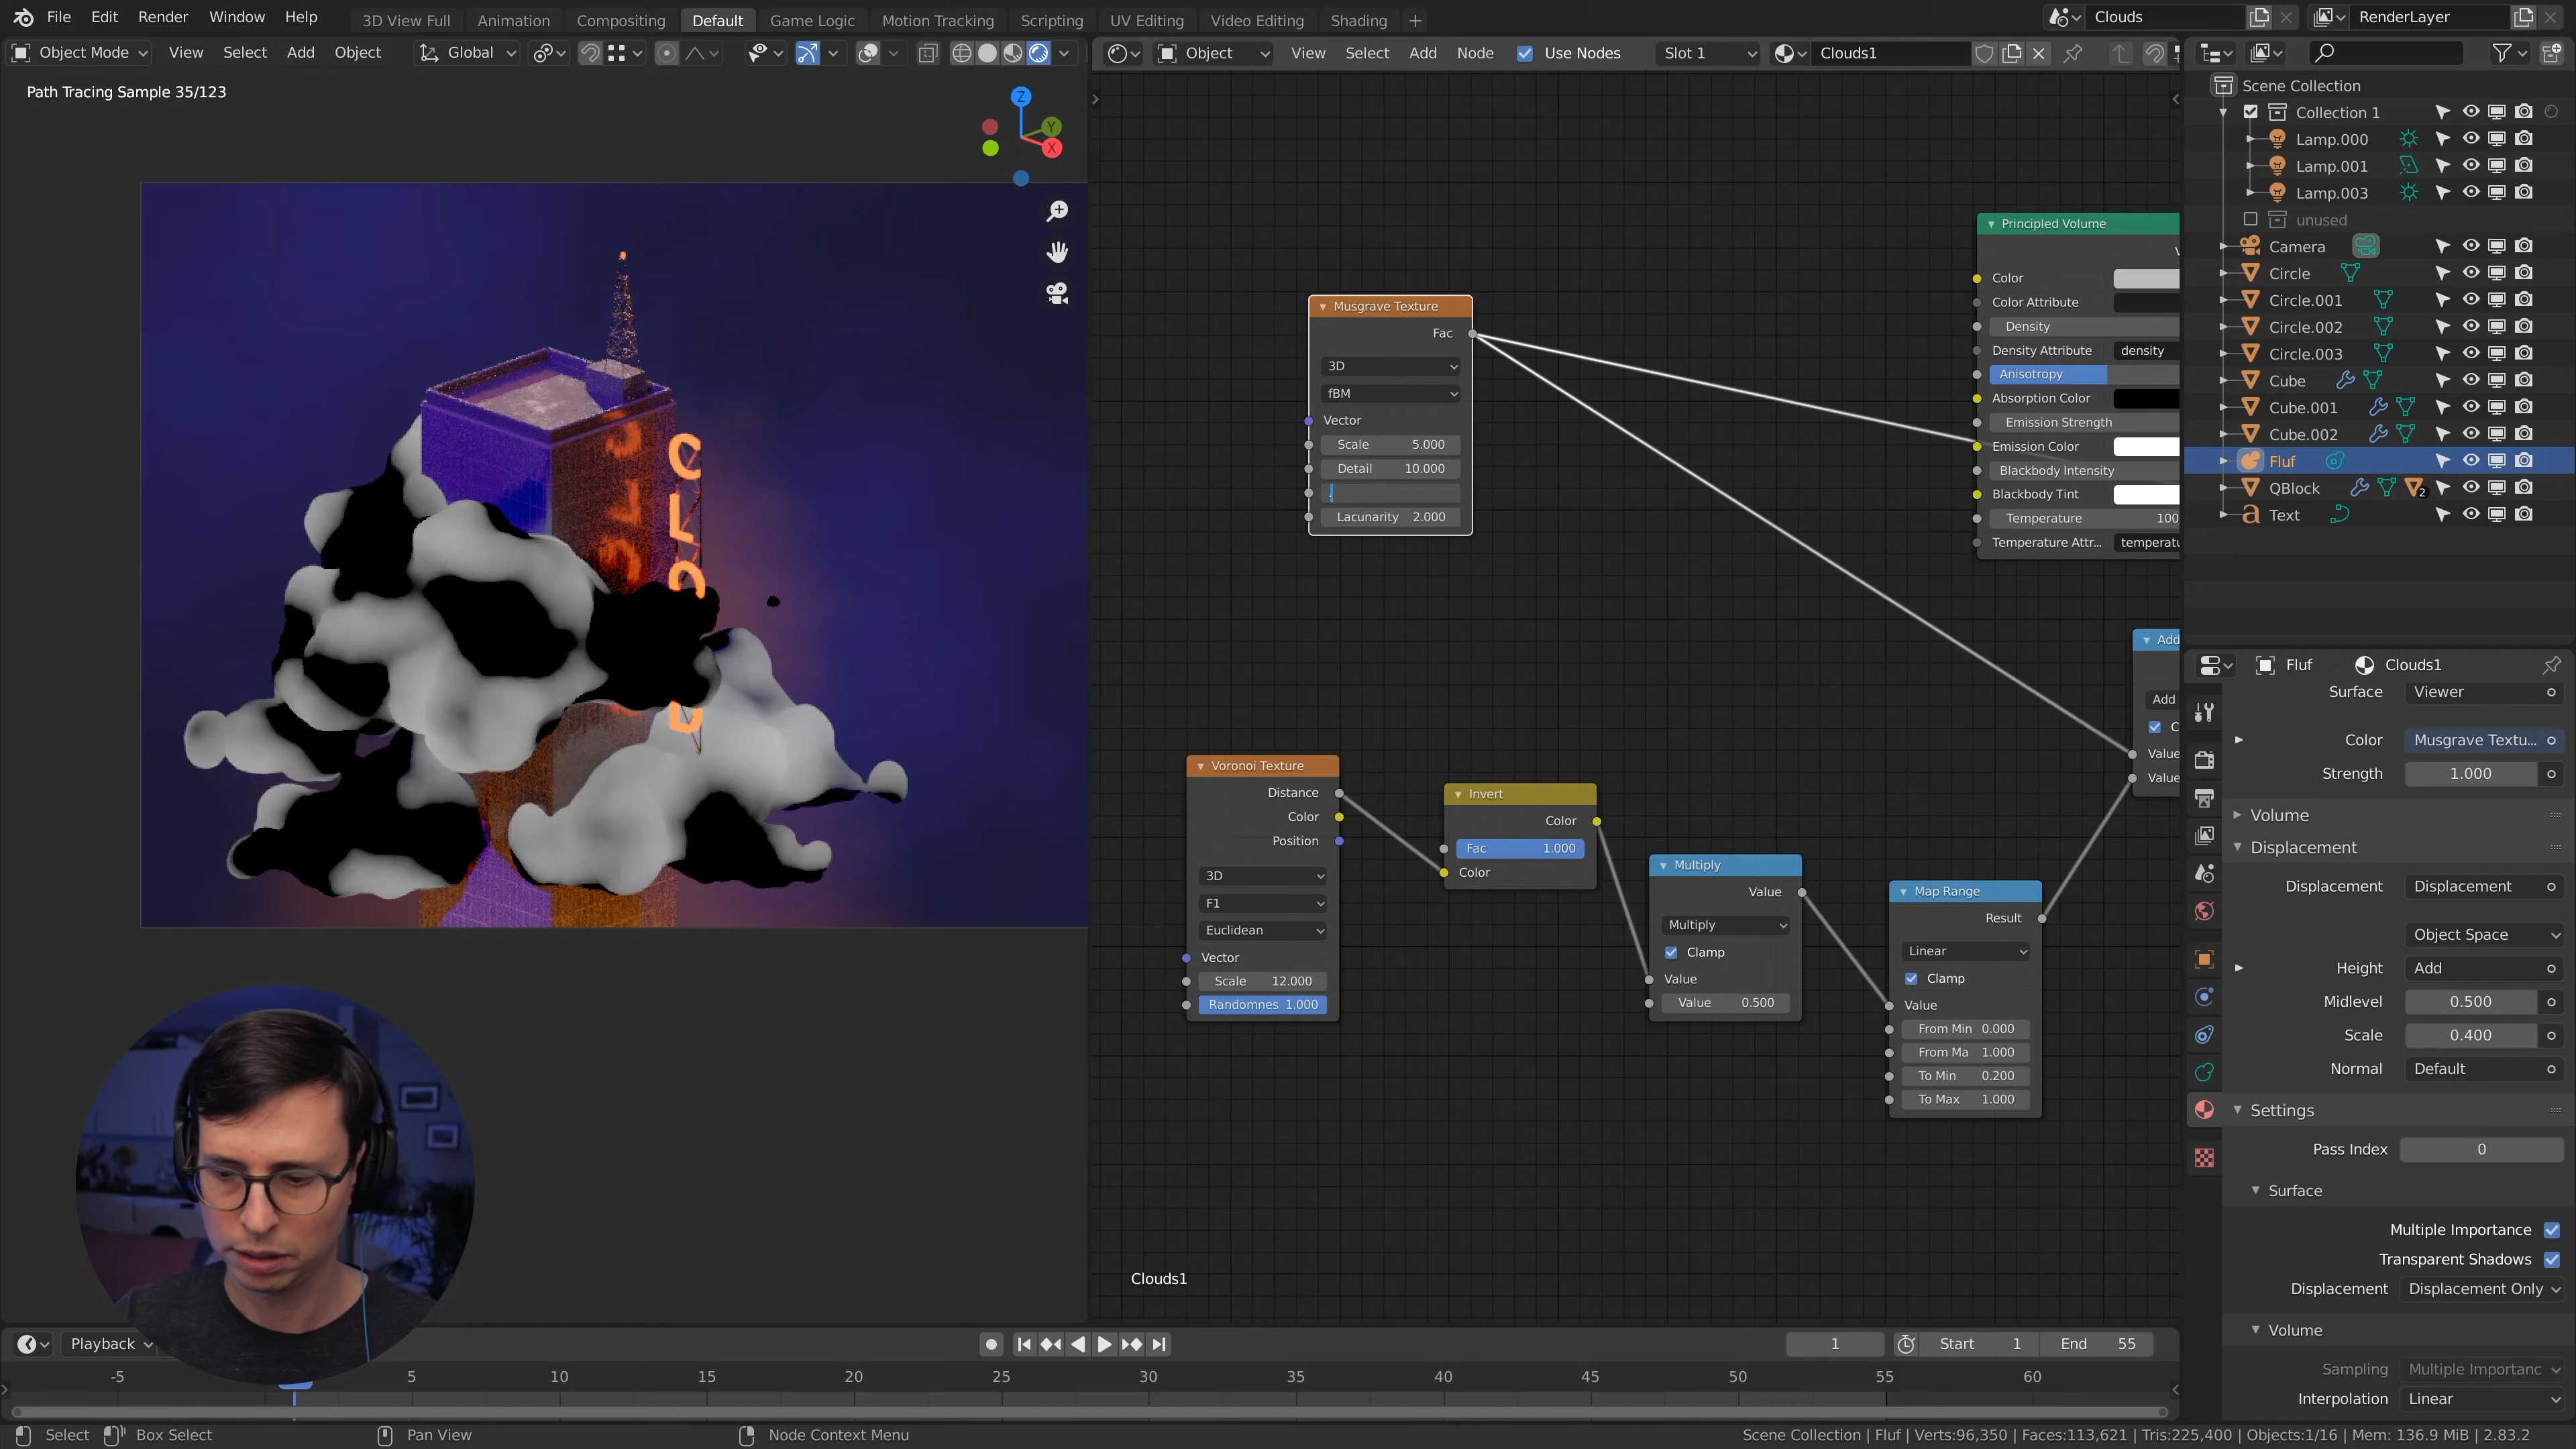 File Edit Render Window Help 3D View Full Animation Compositing Default Game Logic Motion Tracking Scripting UV Editing Video Editing Shading + Clouds RenderLayer
Object Mode View Select Add Object Global Object View Select Add Node Use Nodes Slot 1 Clouds1
Path Tracing Sample 35/123
Z
Y
X
C
L
D
Musgrave Texture
Fac
3D
fBM
Vector
Scale 5.000
Detail 10.000
Lacunarity 2.000
Principled Volume
Color
Color Attribute
Density
Density Attribute density
Anisotropy
Absorption Color
Emission Strength
Emission Color
Blackbody Intensity
Blackbody Tint
Temperature 100
Temperature Attr... temperatu
Add
Add
C
Value
Value
Voronoi Texture
Distance
Color
Position
3D
F1
Euclidean
Vector
Scale 12.000
Randomnes 1.000
Invert
Color
Fac 1.000
Color
Multiply
Value
Multiply
Clamp
Value
Value 0.500
Map Range
Result
Linear
Clamp
Value
From Min 0.000
From Ma 1.000
To Min 0.200
To Max 1.000
Clouds1
Scene Collection
Collection 1
Lamp.000
Lamp.001
Lamp.003
unused
Camera
Circle
Circle.001
Circle.002
Circle.003
Cube
Cube.001
Cube.002
Fluf
QBlock 2
Text
Fluf Clouds1
Surface Viewer
Color Musgrave Textu...
Strength 1.000
Volume
Displacement
Displacement Displacement
Object Space
Height Add
Midlevel 0.500
Scale 0.400
Normal Default
Settings
Pass Index 0
Surface
Multiple Importance
Transparent Shadows
Displacement Displacement Only
Volume
Sampling Multiple Importanc
Interpolation Linear
Playback 1 Start 1 End 55
-5 5 10 15 20 25 30 35 40 45 50 55 60
Select Box Select Pan View Node Context Menu Scene Collection | Fluf | Verts:96,350 | Faces:113,621 | Tris:225,400 | Objects:1/16 | Mem: 136.9 MiB | 2.83.2